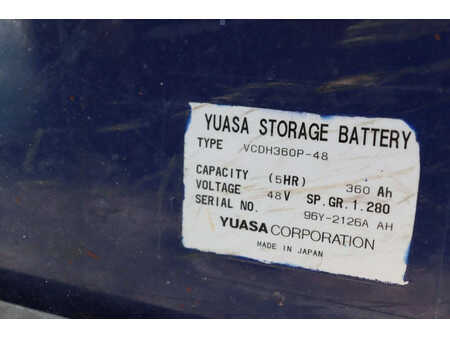 YUASA STORAGE BATTERY
TYPE VCDH360P-48
CAPACITY (5HR) 360 Ah
VOLTAGE 48V SP.GR.1.280
SERIAL NO. 96Y-2126A AH
YUASA CORPORATION
MADE IN JAPAN